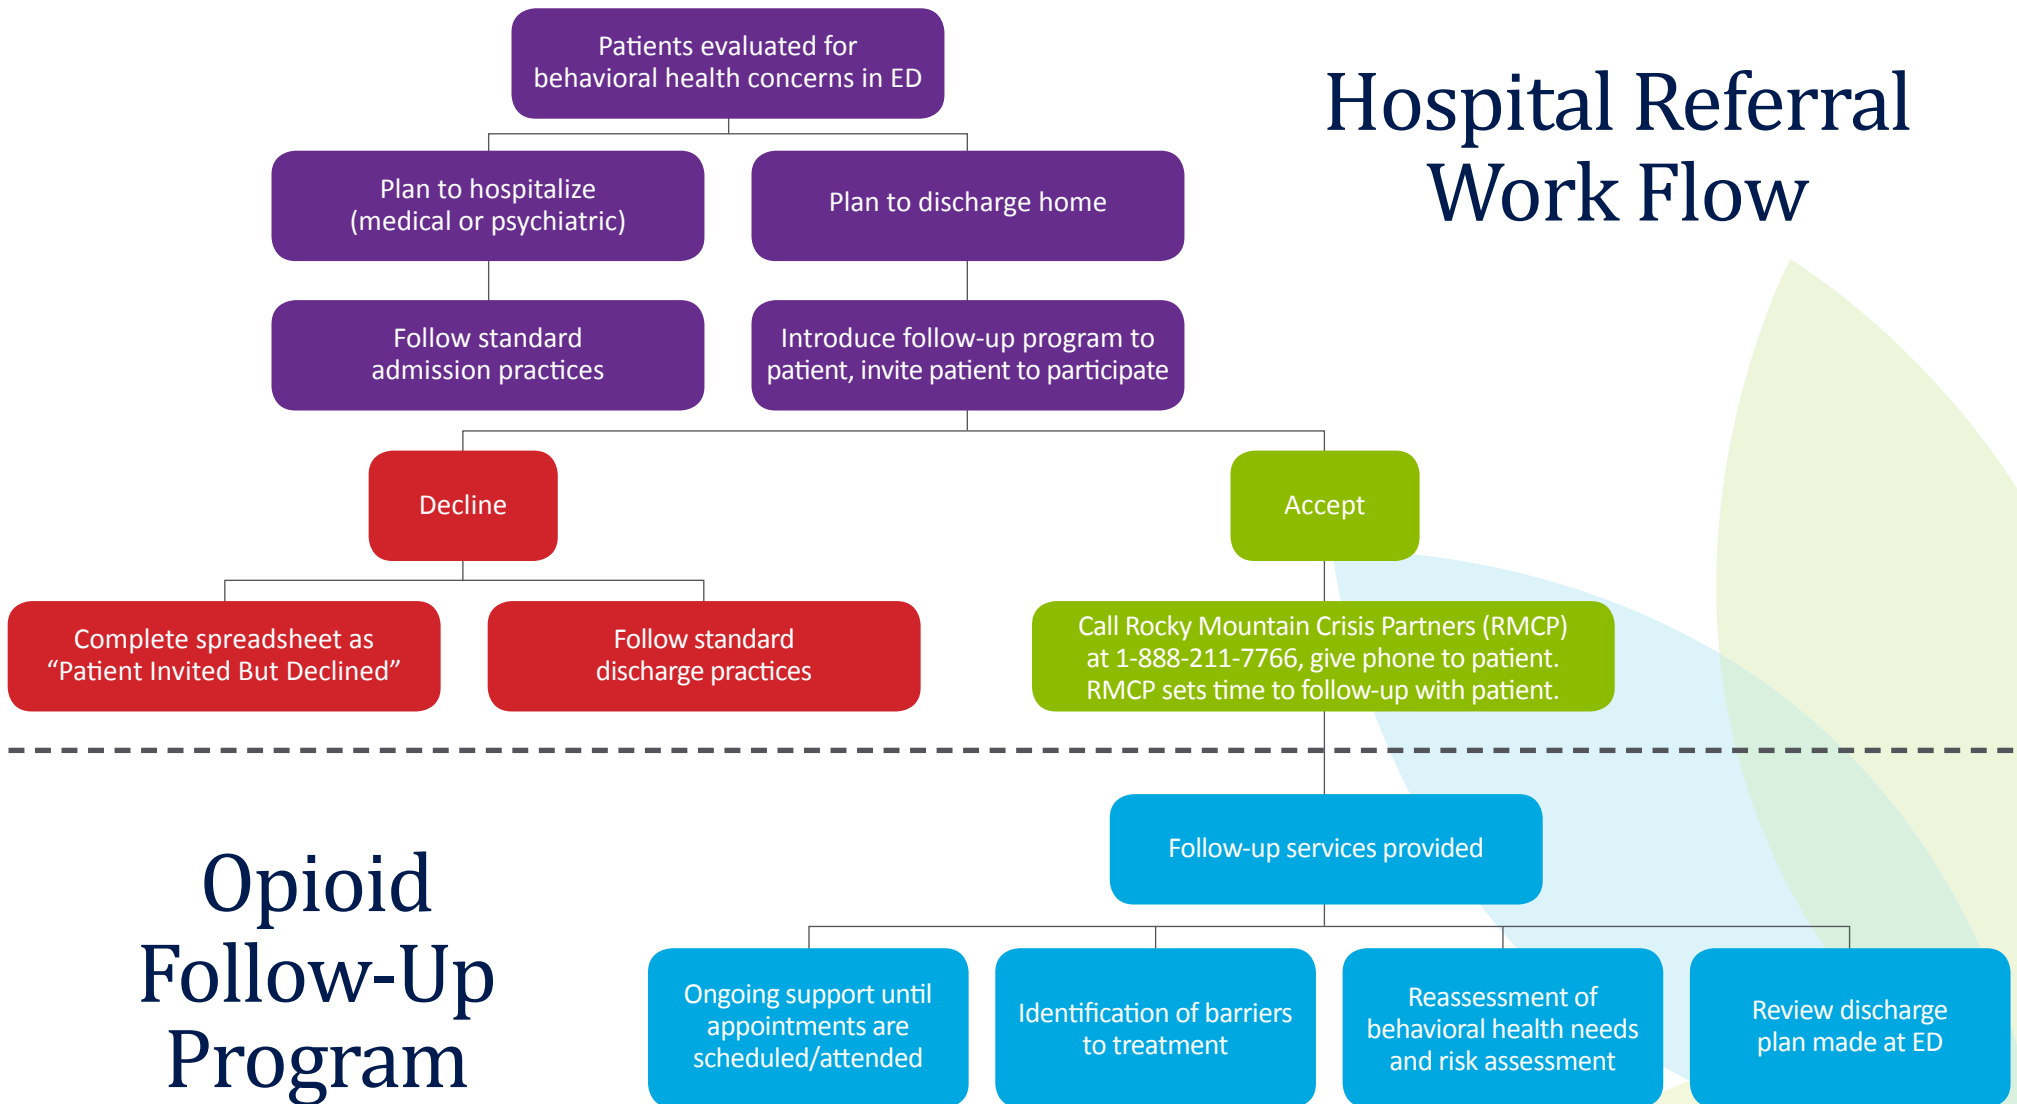 Patients evaluated for
behavioral health concerns in ED
Hospital Referral
Work Flow
Plan to hospitalize
(medical or psychiatric)
Plan to discharge home
Follow standard
admission practices
Introduce follow-up program to
patient, invite patient to participate
Decline
Accept
Complete spreadsheet as
“Patient Invited But Declined”
Follow standard
discharge practices
Call Rocky Mountain Crisis Partners (RMCP)
at 1-888-211-7766, give phone to patient.
RMCP sets time to follow-up with patient.
Opioid
Follow-Up
Program
Follow-up services provided
Ongoing support until
appointments are
scheduled/attended
Identification of barriers
to treatment
Reassessment of
behavioral health needs
and risk assessment
Review discharge
plan made at ED